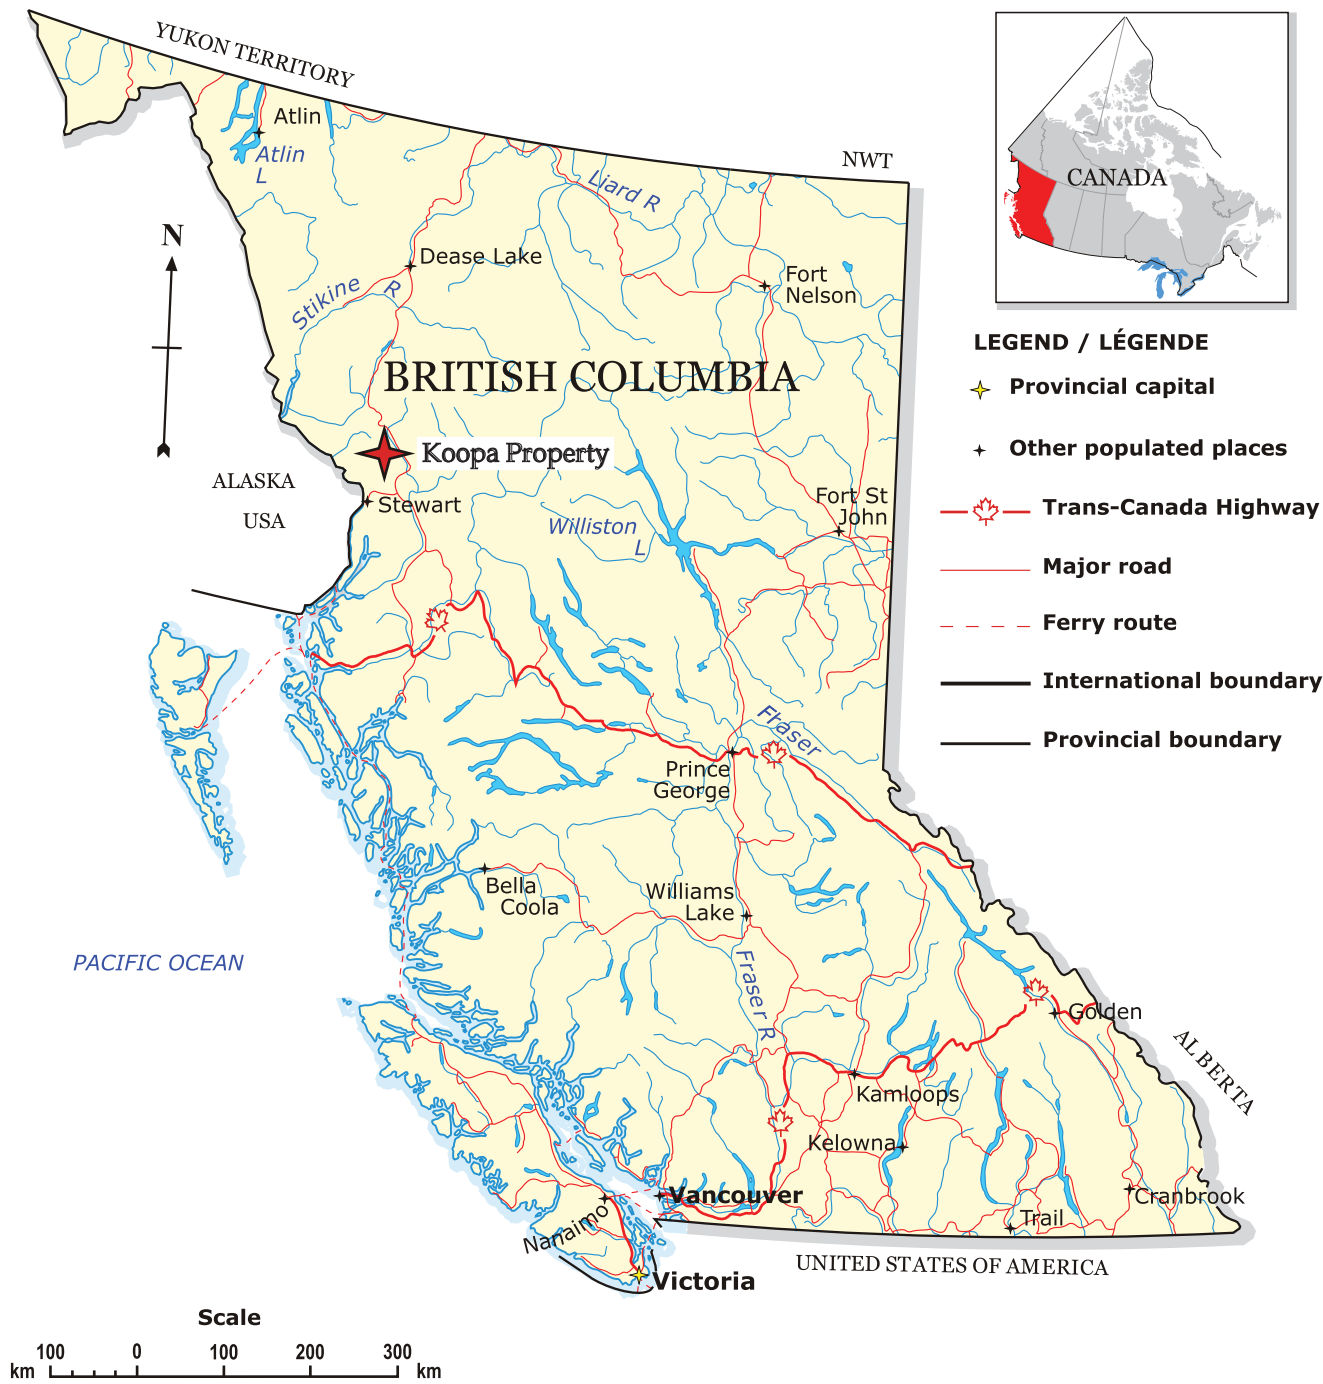 YUKON TERRITORY
NWT
CANADA
Atlin
Atlin
L
Liard R
Dease Lake
Stikine R
Fort
Nelson
N
BRITISH COLUMBIA
Koopa Property
ALASKA
USA
Stewart
Williston
L
Fort St
John
LEGEND / LÉGENDE
Provincial capital
Other populated places
Trans-Canada Highway
Major road
Ferry route
International boundary
Provincial boundary
Fraser
Prince
George
Bella
Coola
Williams
Lake
Fraser R
PACIFIC OCEAN
Golden
ALBERTA
Kamloops
Kelowna
Vancouver
Cranbrook
Nanaimo
Trail
Victoria
UNITED STATES OF AMERICA
Scale
100 0 100 200 300
km km